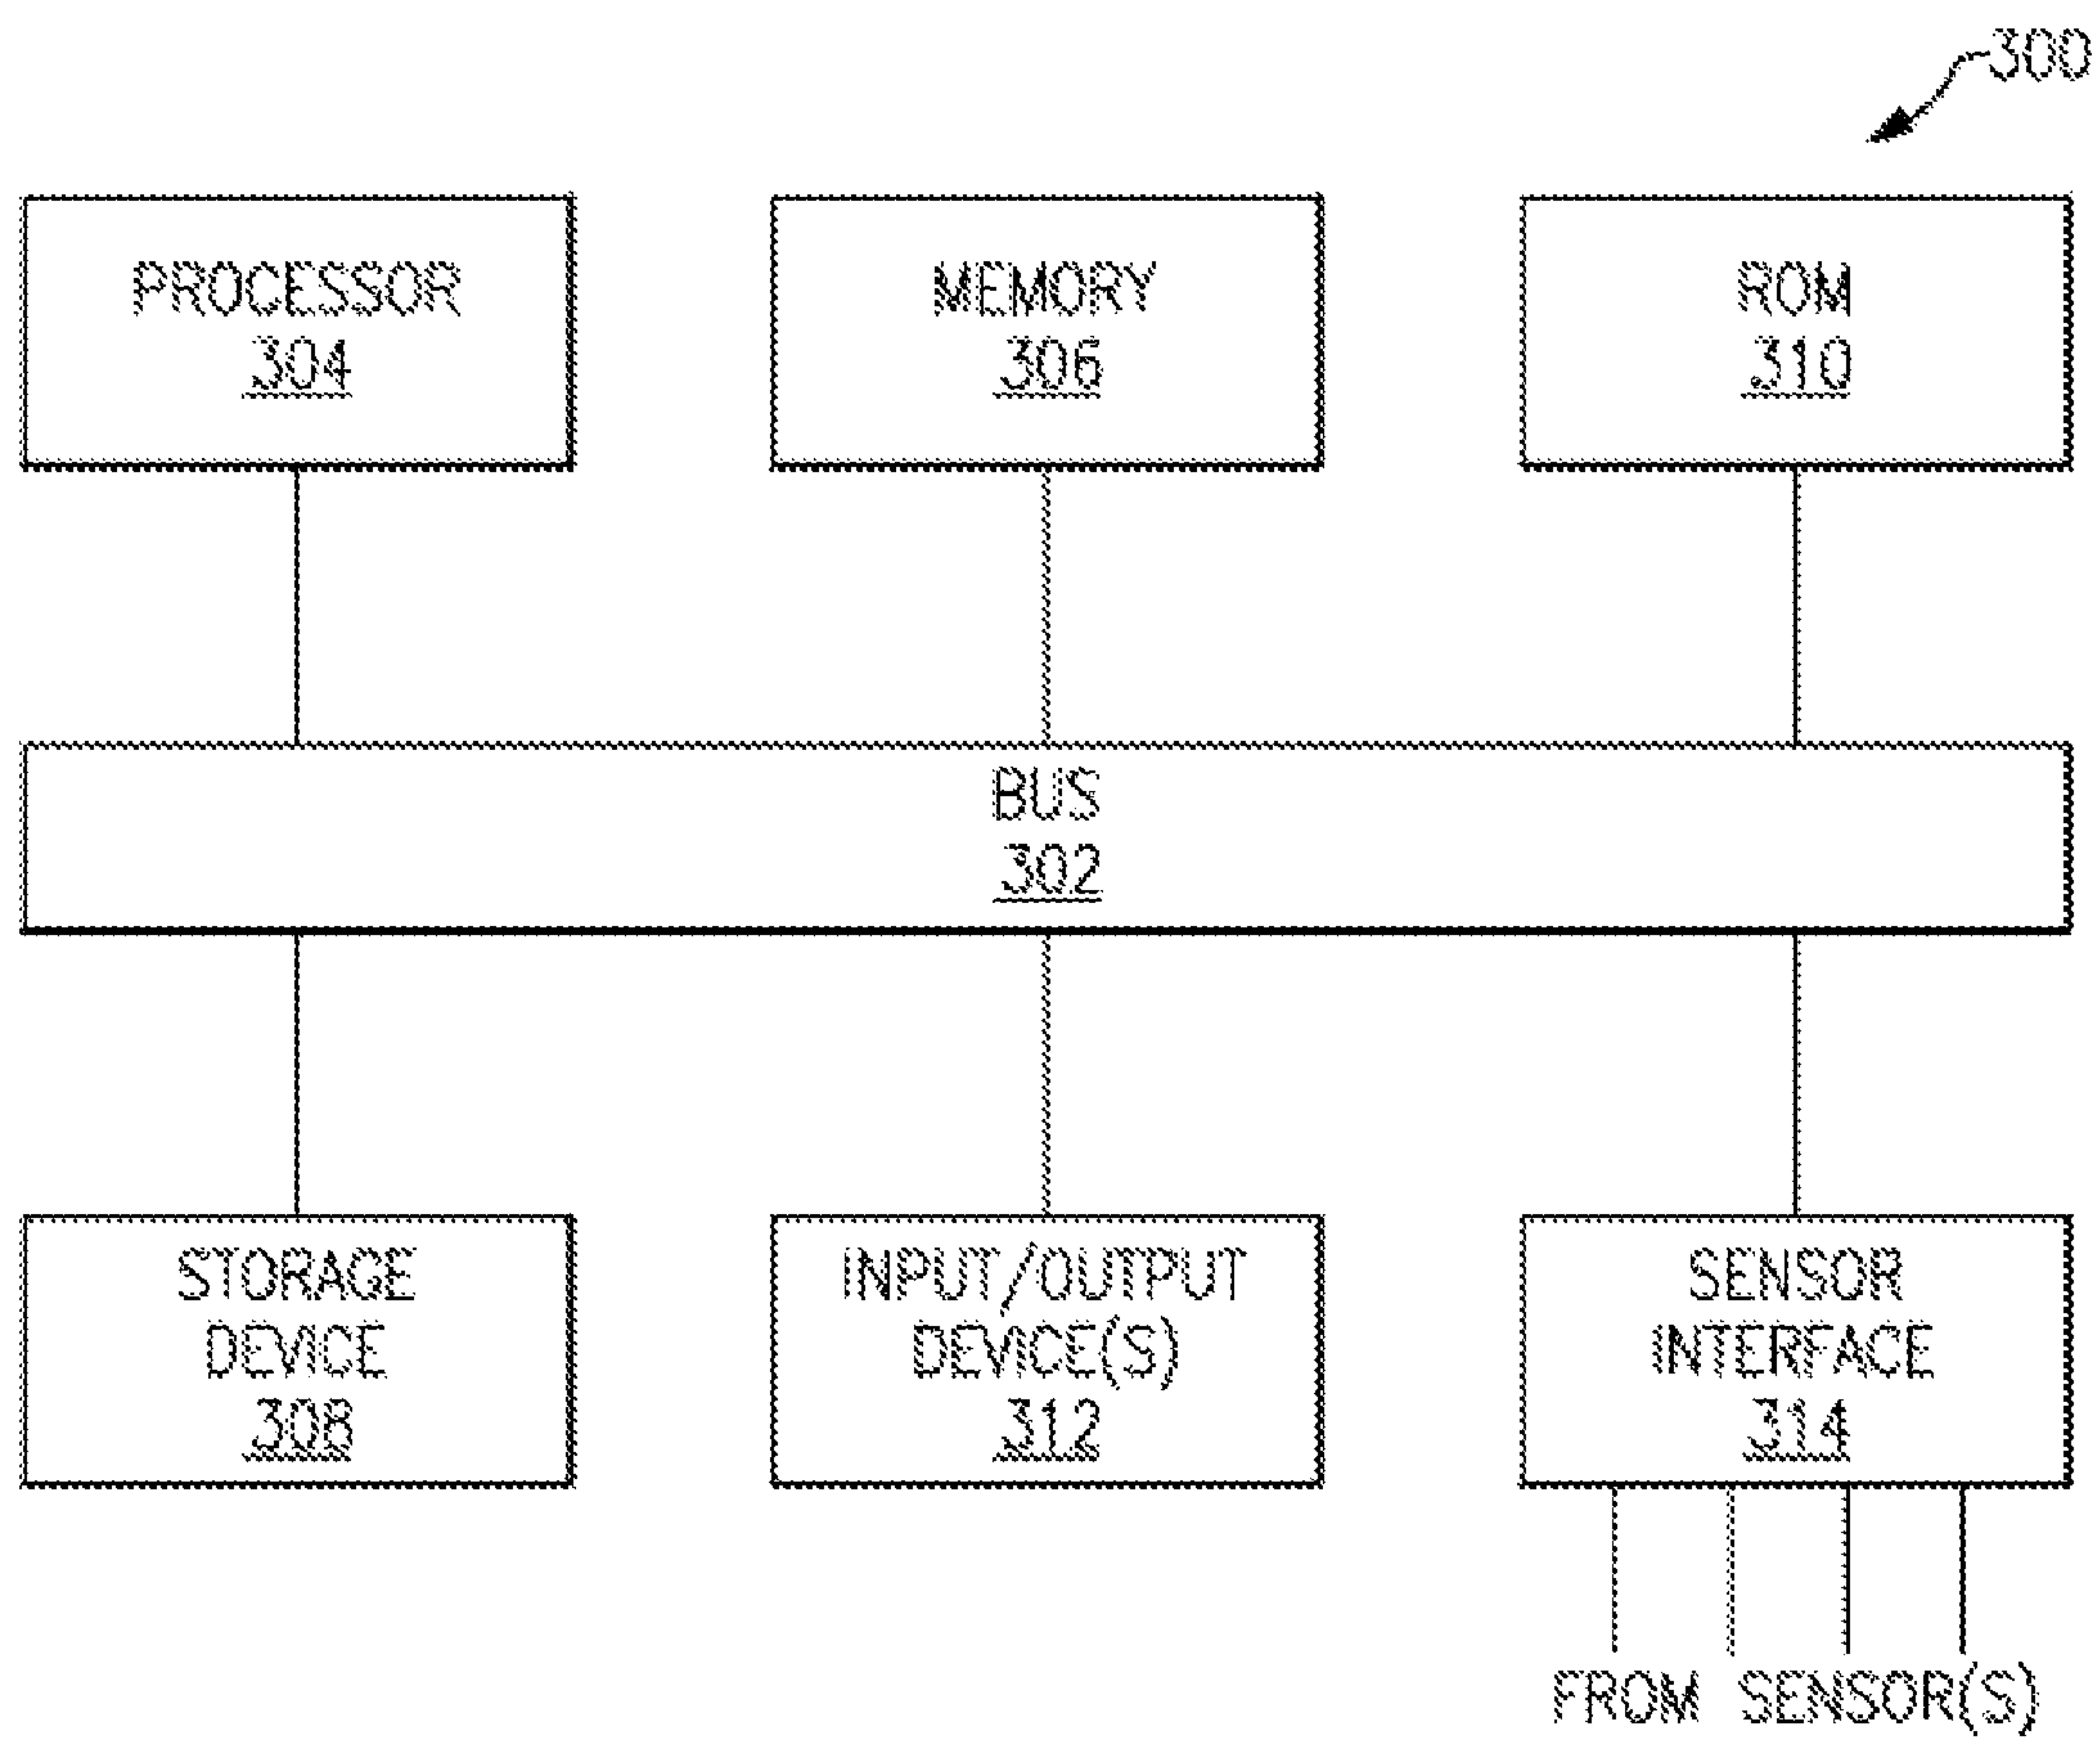 300
PROCESSOR
304
MEMORY
306
ROM
310
BUS
302
STORAGE
DEVICE
308
INPUT/OUTPUT
DEVICE(S)
312
SENSOR
INTERFACE
314
FROM SENSOR(S)